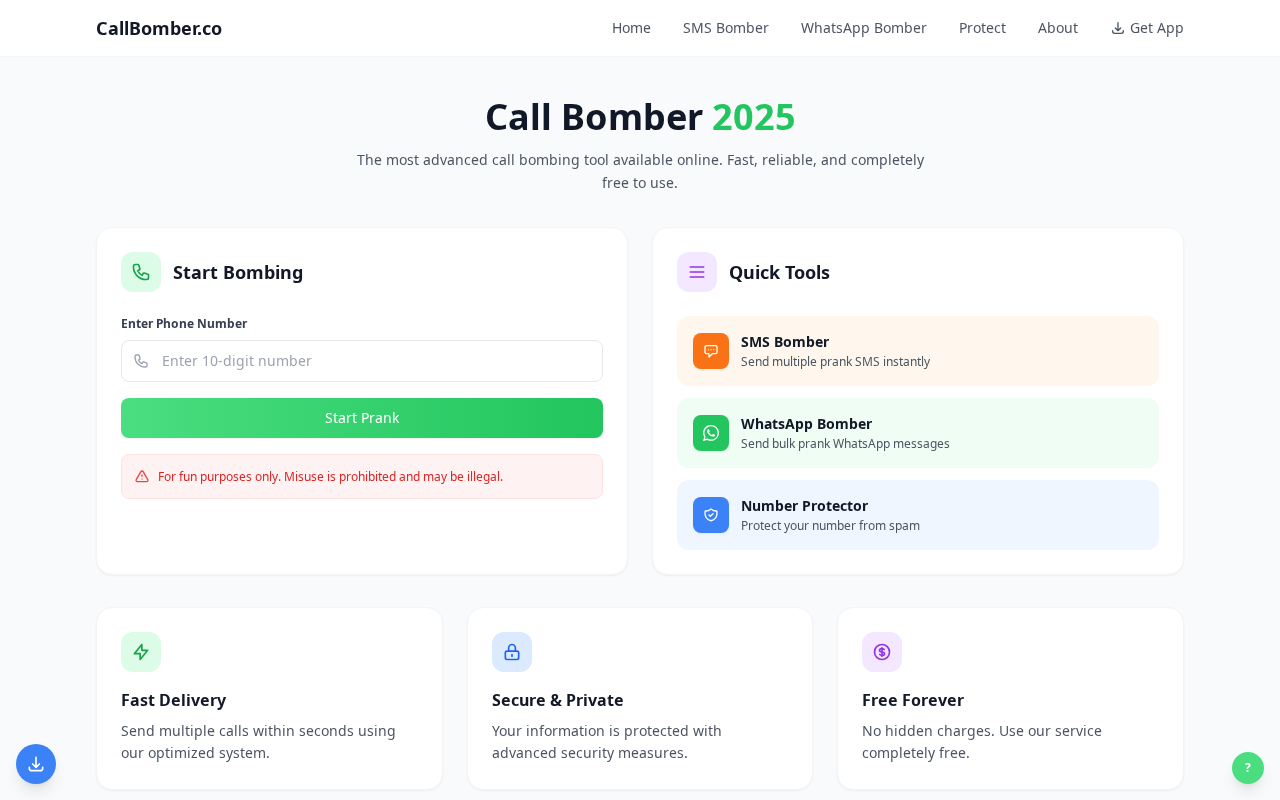 CallBomber.co
Home
SMS Bomber
WhatsApp Bomber
Protect
About
Get App
Call Bomber 2025
The most advanced call bombing tool available online. Fast, reliable, and completely
free to use.
Start Bombing
Enter Phone Number
Enter 10-digit number
Start Prank
For fun purposes only. Misuse is prohibited and may be illegal.
Quick Tools
SMS Bomber
Send multiple prank SMS instantly
WhatsApp Bomber
Send bulk prank WhatsApp messages
Number Protector
Protect your number from spam
Fast Delivery
Send multiple calls within seconds using
our optimized system.
Secure & Private
Your information is protected with
advanced security measures.
Free Forever
No hidden charges. Use our service
completely free.
?